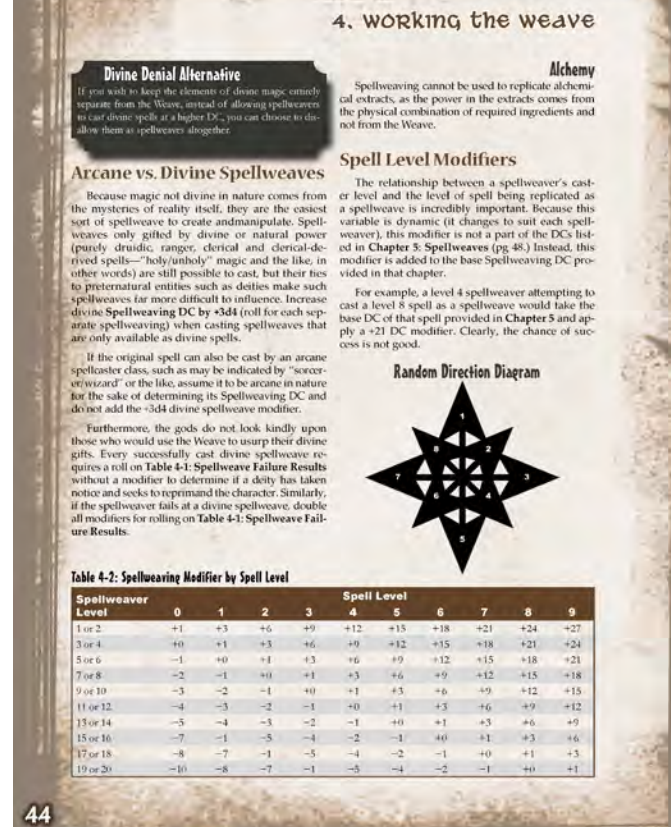 4. working the weave
Divine Denial Alternative
If you wish to keep the elements of divine magic entirely
separate from the Weave, instead of allowing spellweavers
to cast divine spells at a higher DC, you can choose to dis-
allow them as spellweaves altogether.
Arcane vs. Divine Spellweaves
Because magic not divine in nature comes from
the mysteries of reality itself, they are the easiest
sort of spellweave to create andmanipulate. Spell-
weaves only gifted by divine or natural power
(purely druidic, ranger, clerical and clerical-de-
rived spells—"holy/unholy" magic and the like, in
other words) are still possible to cast, but their ties
to preternatural entities such as deities make such
spellweaves far more difficult to influence. Increase
divine Spellweaving DC by +3d4 (roll for each sep-
arate spellweaving) when casting spellweaves that
are only available as divine spells.
If the original spell can also be cast by an arcane
spellcaster class, such as may be indicated by "sorcer-
er/wizard" or the like, assume it to be arcane in nature
for the sake of determining its Spellweaving DC and
do not add the +3d4 divine spellweave modifier.
Furthermore, the gods do not look kindly upon
those who would use the Weave to usurp their divine
gifts. Every successfully cast divine spellweave re-
quires a roll on Table 4-1: Spellweave Failure Results
without a modifier to determine if a deity has taken
notice and seeks to reprimand the character. Similarly,
if the spellweaver fails at a divine spellweave, double
all modifiers for rolling on Table 4-1: Spellweave Fail-
ure Results.
Alchemy
Spellweaving cannot be used to replicate alchemi-
cal extracts, as the power in the extracts comes from
the physical combination of required ingredients and
not from the Weave.
Spell Level Modifiers
The relationship between a spellweaver's cast-
er level and the level of spell being replicated as
a spellweave is incredibly important. Because this
variable is dynamic (it changes to suit each spell-
weaver), this modifier is not a part of the DCs list-
ed in Chapter 5: Spellweaves (pg 48.) Instead, this
modifier is added to the base Spellweaving DC pro-
vided in that chapter.
For example, a level 4 spellweaver attempting to
cast a level 8 spell as a spellweave would take the
base DC of that spell provided in Chapter 5 and ap-
ply a +21 DC modifier. Clearly, the chance of suc-
cess is not good.
Random Direction Diagram
1
8 2
7 3
6 4
5
Table 4-2: Spellweaving Modifier by Spell Level
Spellweaver Spell Level
Level 0 1 2 3 4 5 6 7 8 9
1 or 2 +1 +3 +6 +9 +12 +15 +18 +21 +24 +27
3 or 4 +0 +1 +3 +6 +9 +12 +15 +18 +21 +24
5 or 6 −1 +0 +1 +3 +6 +9 +12 +15 +18 +21
7 or 8 −2 −1 +0 +1 +3 +6 +9 +12 +15 +18
9 or 10 −3 −2 −1 +0 +1 +3 +6 +9 +12 +15
11 or 12 −4 −3 −2 −1 +0 +1 +3 +6 +9 +12
13 or 14 −5 −4 −3 −2 −1 +0 +1 +3 +6 +9
15 or 16 −7 −1 −5 −4 −2 −1 +0 +1 +3 +6
17 or 18 −8 −7 −1 −5 −4 −2 −1 +0 +1 +3
19 or 20 −10 −8 −7 −1 −5 −4 −2 −1 +0 +1
44